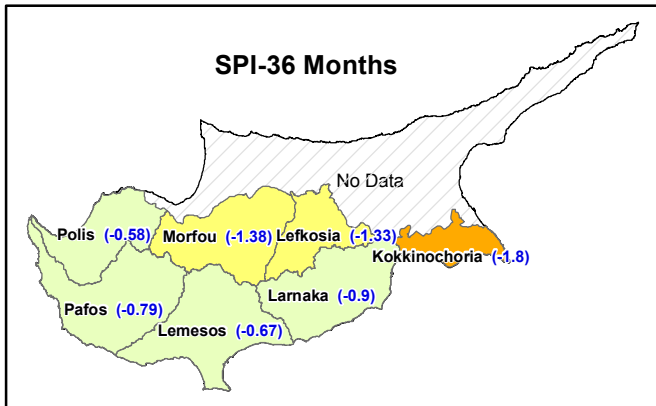 SPI-36 Months
No Data
Polis (-0.58)
Morfou (-1.38)
Lefkosia (-1.33)
Kokkinochoria (-1.8)
Pafos (-0.79)
Larnaka (-0.9)
Lemesos (-0.67)